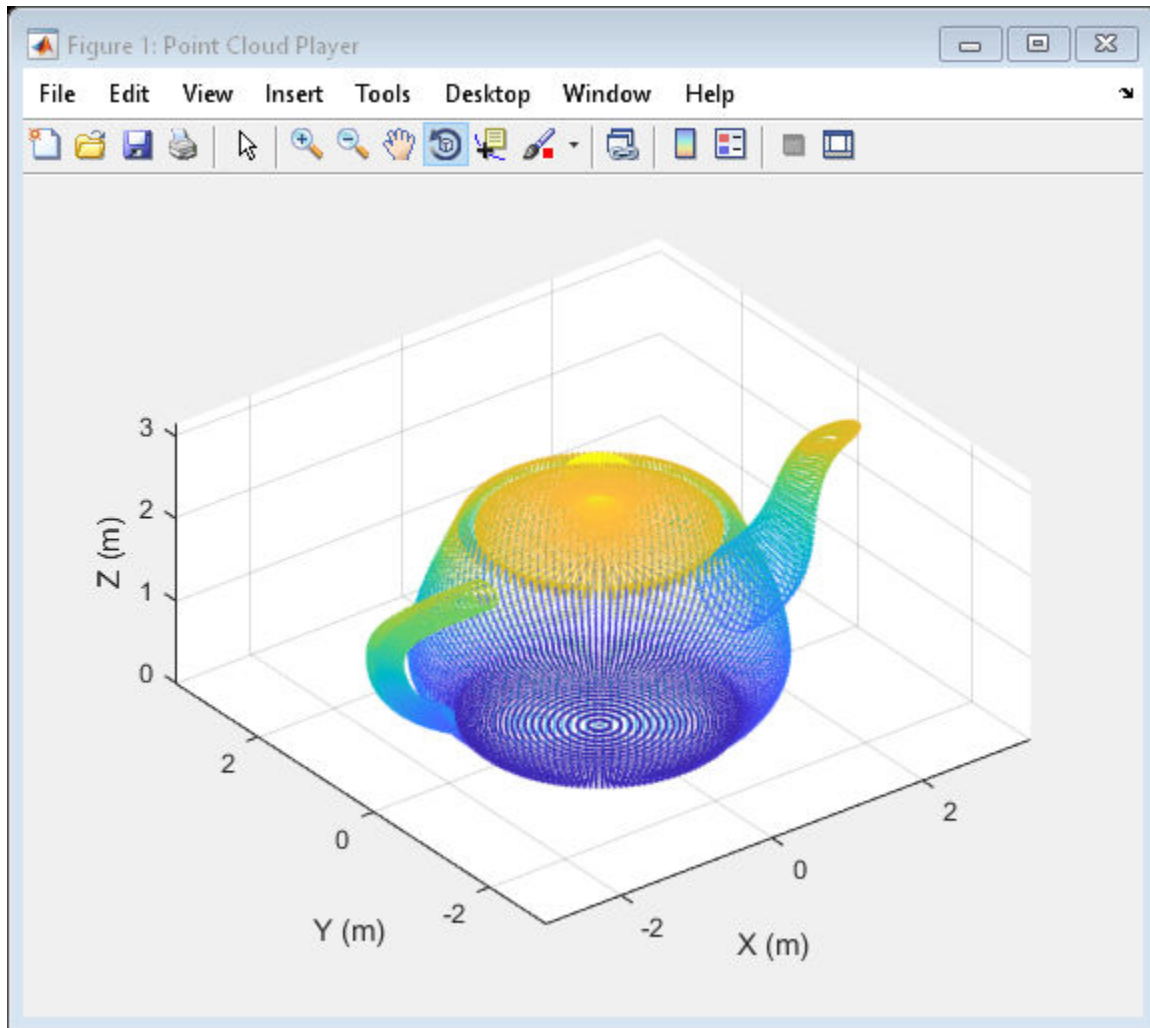 Figure 1: Point Cloud Player
File Edit View Insert Tools Desktop Window Help
3
2
1
0
Z (m)
2
0
-2
Y (m)
-2
0
2
X (m)